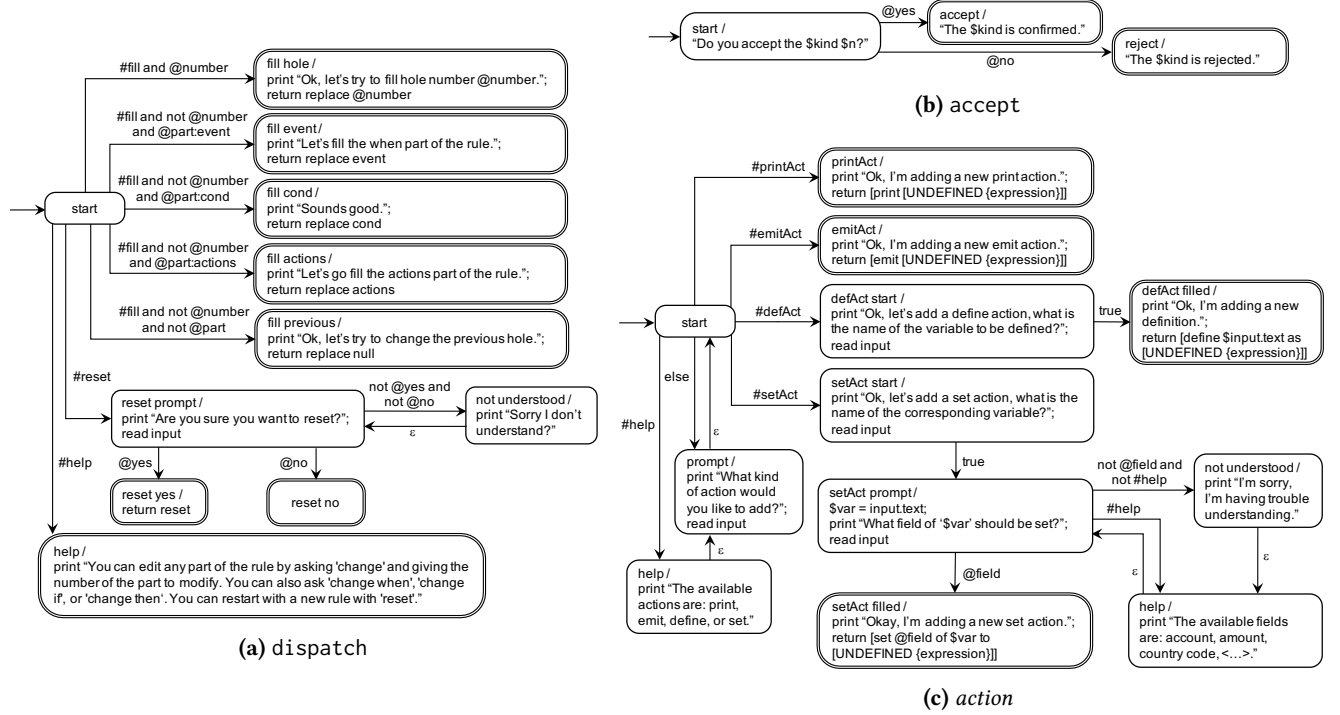 #fill and @number
fill hole /
print “Ok, let’s try to fill hole number @number.”;
return replace @number
#fill and not @number
and @part:event
fill event /
print “Let’s fill the when part of the rule.”;
return replace event
#fill and not @number
and @part:cond
fill cond /
print “Sounds good.”;
return replace cond
start
#fill and not @number
and @part:actions
fill actions /
print “Let’s go fill the actions part of the rule.”;
return replace actions
#fill and not @number
and not @part
fill previous /
print “Ok, let’s try to change the previous hole.”;
return replace null
#reset
reset prompt /
print “Are you sure you want to reset?”;
read input
not @yes and
not @no
ε
not understood /
print “Sorry I don’t
understand?”
#help
@yes
@no
reset yes /
return reset
reset no
help /
print “You can edit any part of the rule by asking 'change' and giving the
number of the part to modify. You can also ask 'change when', 'change
if', or 'change then‘. You can restart with a new rule with 'reset'.”
(a) dispatch
start /
“Do you accept the $kind $n?”
@yes
accept /
“The $kind is confirmed.”
@no
reject /
“The $kind is rejected.”
(b) accept
#printAct
printAct /
print “Ok, I’m adding a new print action.”;
return [print [UNDEFINED {expression}]]
#emitAct
emitAct /
print “Ok, I’m adding a new emit action.”;
return [emit [UNDEFINED {expression}]]
start
#defAct
defAct start /
print “Ok, let’s add a define action, what is
the name of the variable to be defined?”;
read input
true
defAct filled /
print “Ok, I’m adding a new
definition.”;
return [define $input.text as
[UNDEFINED {expression}]]
else
#setAct
setAct start /
print “Ok, let’s add a set action, what is the
name of the corresponding variable?”;
read input
#help
ε
true
prompt /
print “What kind
of action would
you like to add?”;
read input
ε
help /
print “The available
actions are: print,
emit, define, or set.”
setAct prompt /
$var = input.text;
print “What field of ‘$var’ should be set?”;
read input
not @field and
not #help
not understood /
print “I’m sorry,
I’m having trouble
understanding.”
#help
ε
ε
@field
setAct filled /
print “Okay, I’m adding a new set action.”;
return [set @field of $var to
[UNDEFINED {expression}]]
help /
print “The available fields
are: account, amount,
country code, <…>.”
(c) action